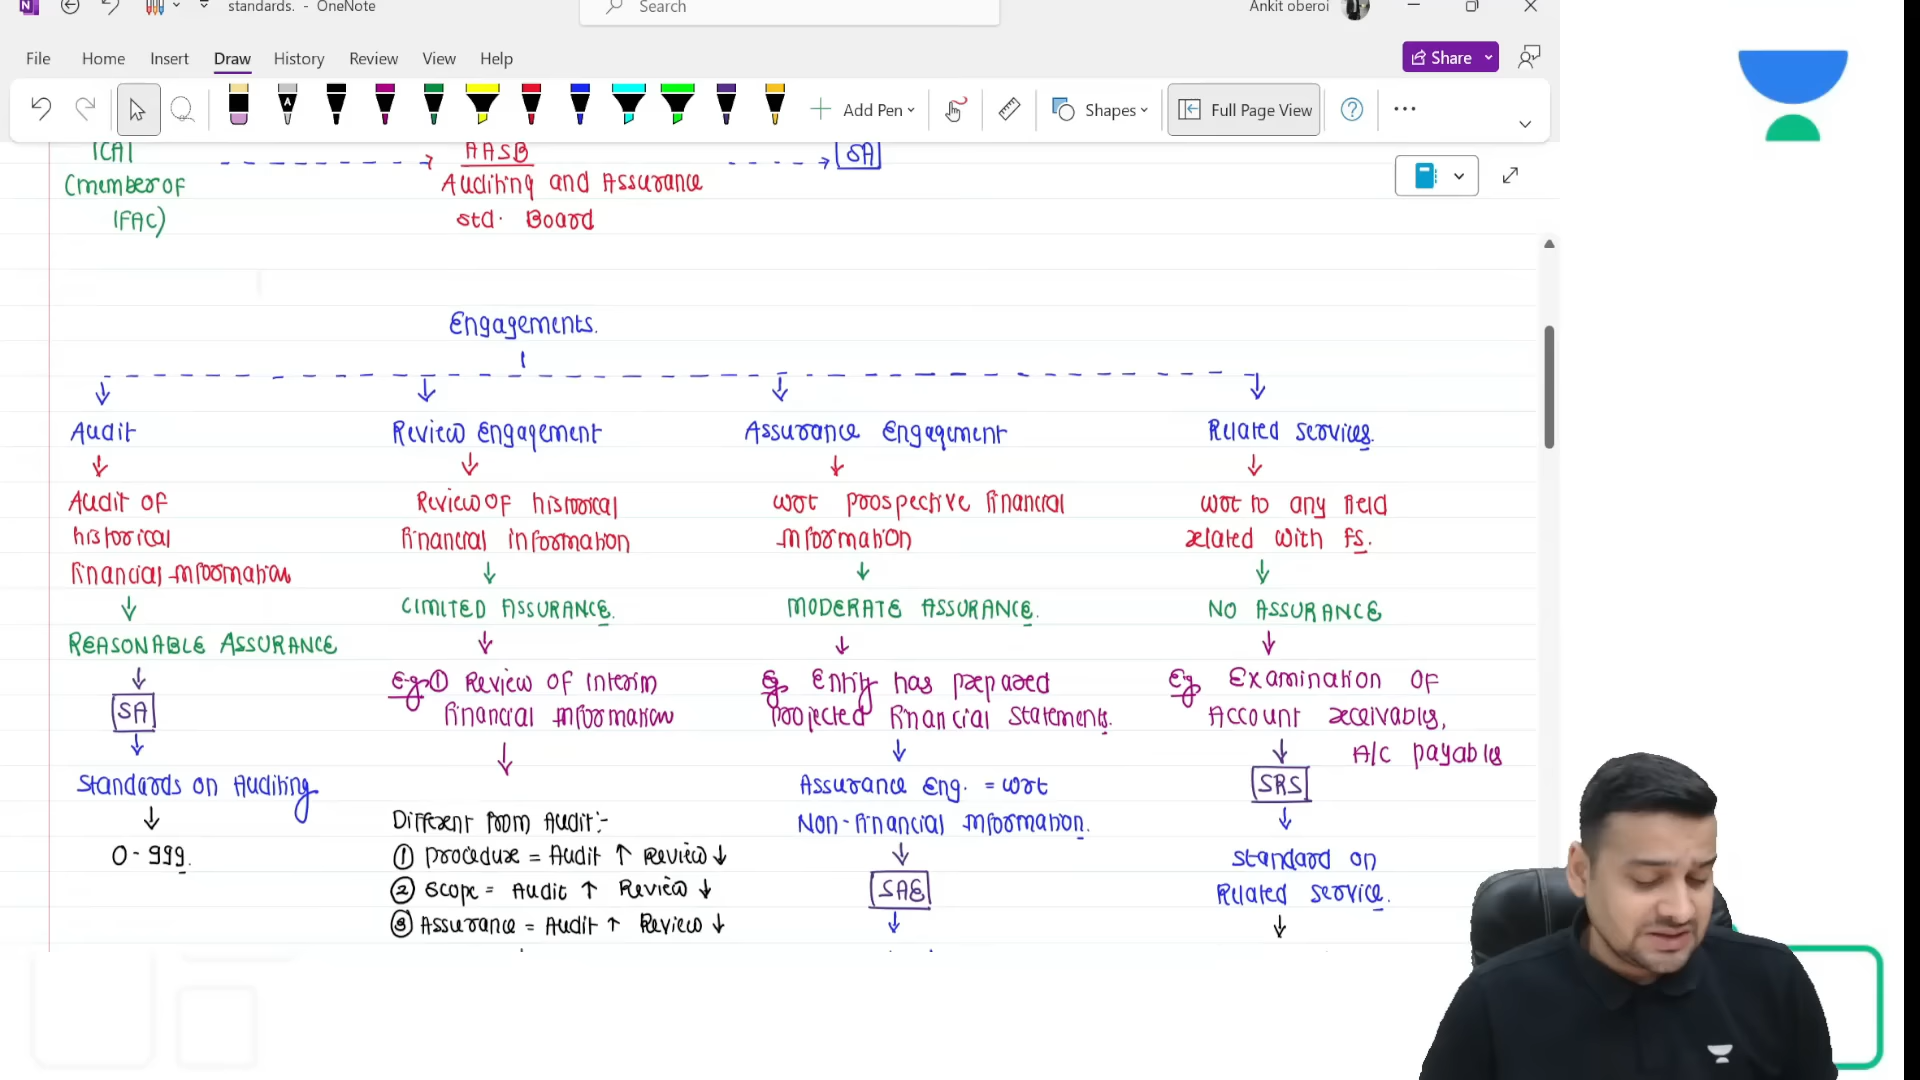 standards. - OneNote
Search
Ankit oberoi
File Home Insert Draw History Review View Help
Share
Add Pen
Shapes
Full Page View
ICAI AASB SA
(member of Auditing and Assurance
IFAC) Std. Board
Engagements.
Audit Review Engagement Assurance Engagement Related services.
Audit of Review of historical wrt prospective financial wrt to any field
historical financial information information related with FS.
financial information
LIMITED ASSURANCE. MODERATE ASSURANCE. NO ASSURANCE
REASONABLE ASSURANCE
Eg ① Review of interim Eg Entity has prepared Eg Examination of
SA financial information projected financial statements. Account receivables,
A/C payables
Standards on Auditing Assurance Eng. = wrt SRS
Different from Audit:- Non-financial information.
0-999. ① procedure = Audit ↑ Review ↓ Standard on
② Scope = Audit ↑ Review ↓ SAE Related service.
③ Assurance = Audit ↑ Review ↓